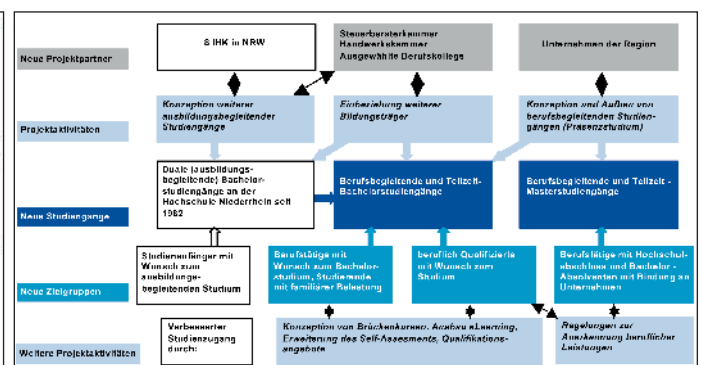 Neue Projektpartner
8 IHK in NRW
Steuerberaterkammer
Handwerkskammer
Ausgewählte Berufskollegs
Unternehmen der Region
Projektaktivitäten
Konzeption weiterer
ausbildungsbegleitender
Studiengänge
Einbeziehung weiterer
Bildungsträger
Konzeption und Aufbau von
berufsbegleitenden Studien-
gängen (Präsenzstudium)
Neue Studiengänge
Duale (ausbildungs-
begleitende) Bachelor-
studiengänge an der
Hochschule Niederrhein seit
1982
Berufsbegleitende und Teilzeit-
Bachelorstudiengänge
Berufsbegleitende und Teilzeit -
Masterstudiengänge
Neue Zielgruppen
Studienanfänger mit
Wunsch zum
ausbildungs-
begleitenden Studium
Berufstätige mit
Wunsch zum Bachelor-
studium, Studierende
mit familiärer Belastung
beruflich Qualifizierte
mit Wunsch zum
Studium
Berufstätige mit Hochschul-
abschluss und Bachelor -
Absolventen mit Bindung an
Unternehmen
Weitere Projektaktivitäten
Verbesserter
Studienzugang
durch:
Konzeption von Brückenkursen, Ausbau eLearning,
Erweiterung des Self-Assesments, Qualifikations-
angebote
Regelungen zur
Anerkennung beruflicher
Leistungen